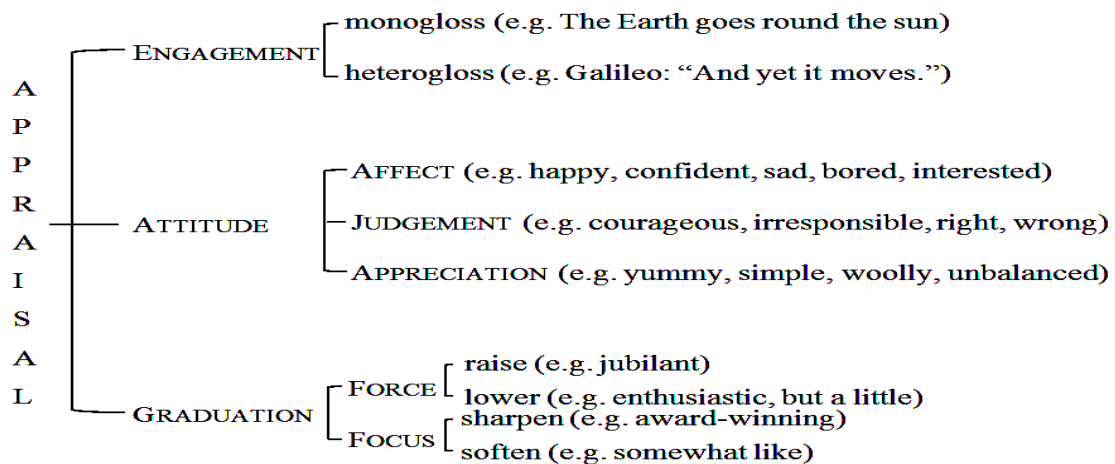 APPRAISAL
ENGAGEMENT
monogloss (e.g. The Earth goes round the sun)
heterogloss (e.g. Galileo: “And yet it moves.”)
ATTITUDE
AFFECT (e.g. happy, confident, sad, bored, interested)
JUDGEMENT (e.g. courageous, irresponsible, right, wrong)
APPRECIATION (e.g. yummy, simple, woolly, unbalanced)
GRADUATION
FORCE
raise (e.g. jubilant)
lower (e.g. enthusiastic, but a little)
FOCUS
sharpen (e.g. award-winning)
soften (e.g. somewhat like)